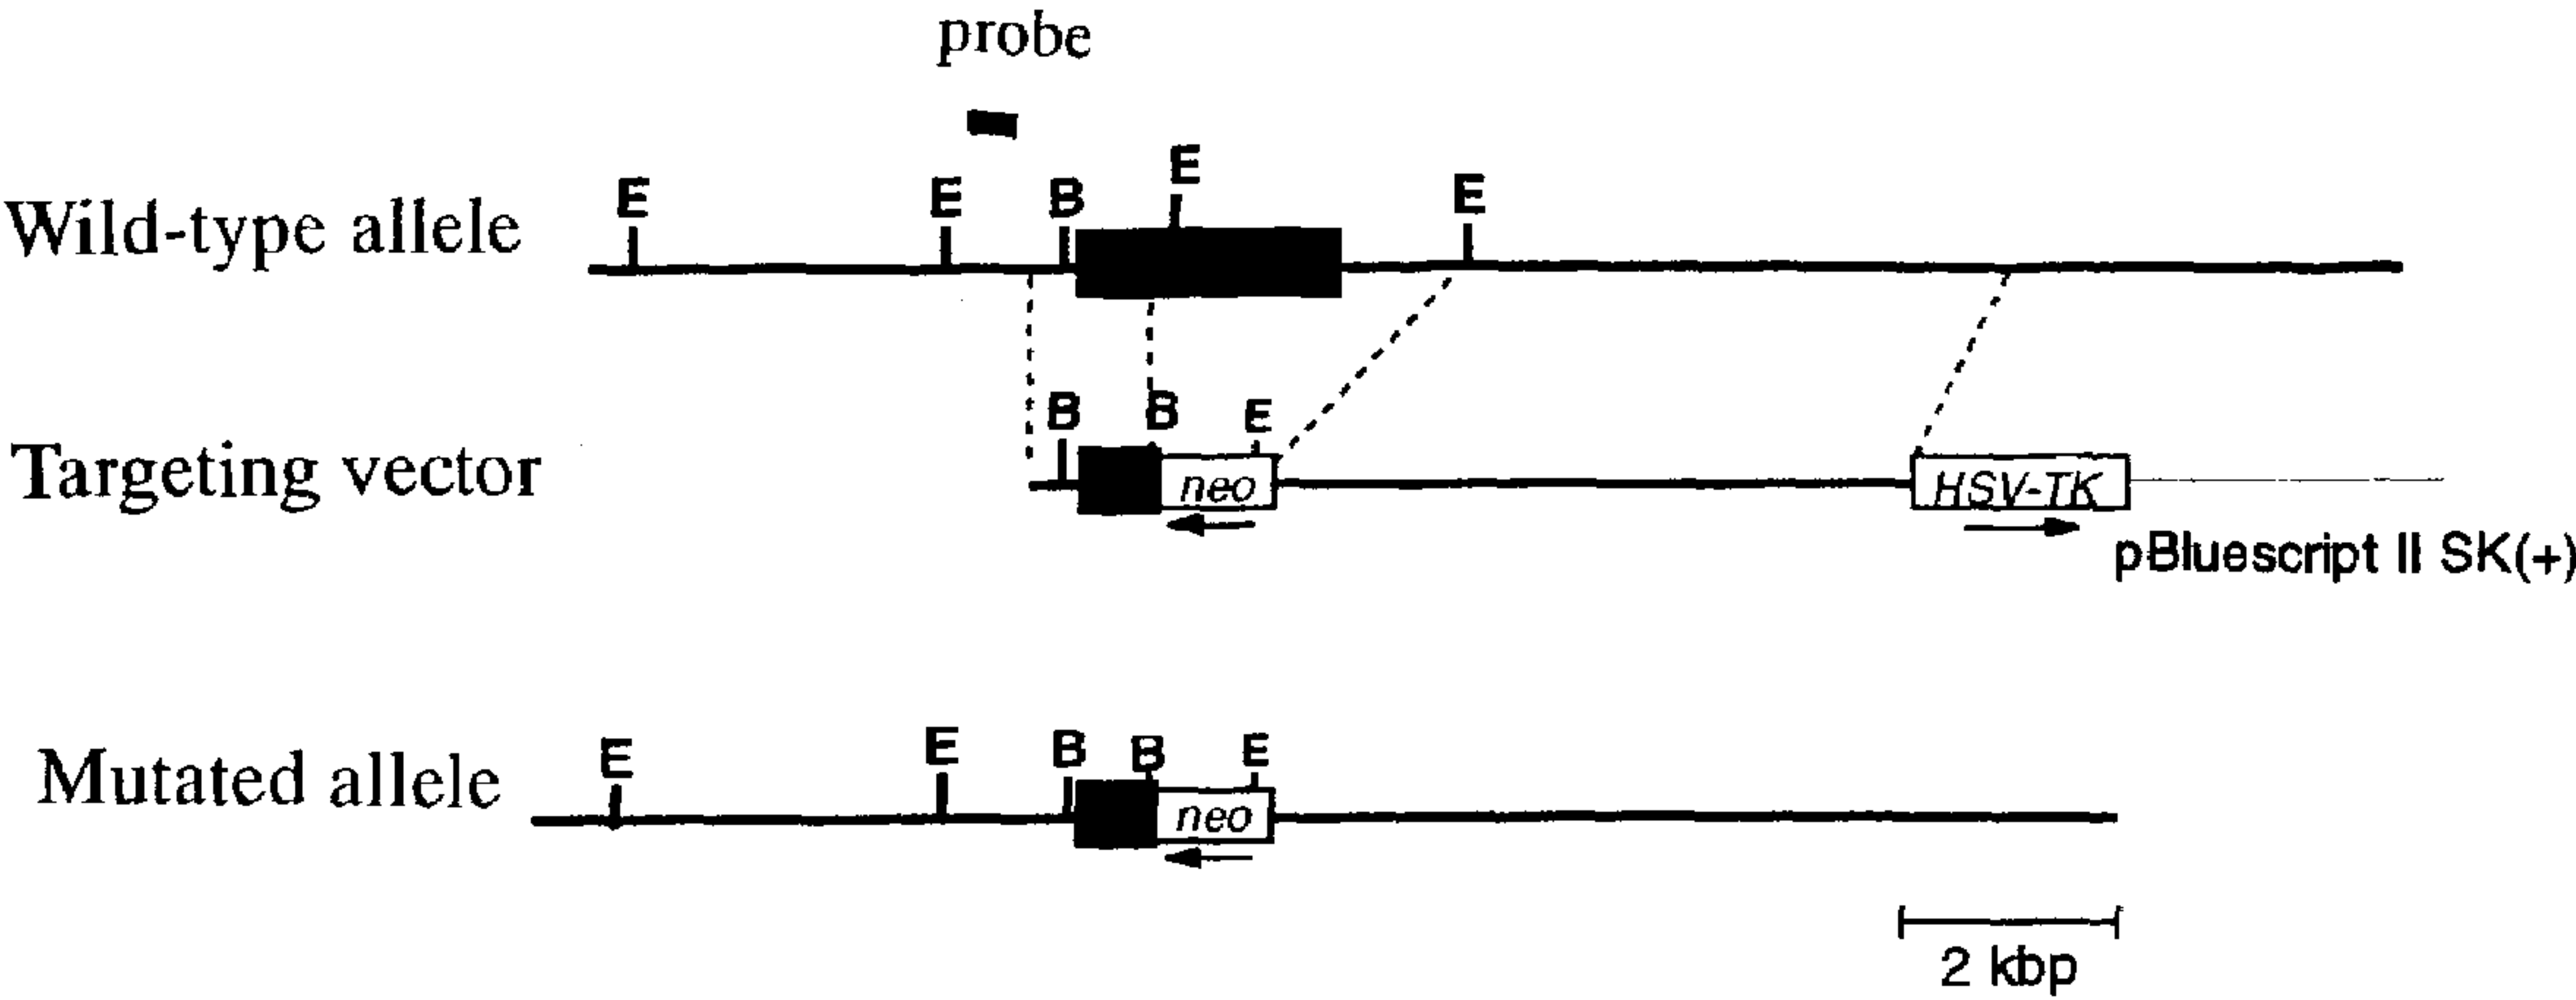 probe
Wild-type allele
E E B E E
Targeting vector
B B E
neo HSV-TK
pBluescript II SK(+)
Mutated allele
E E B B E
neo
2 kbp